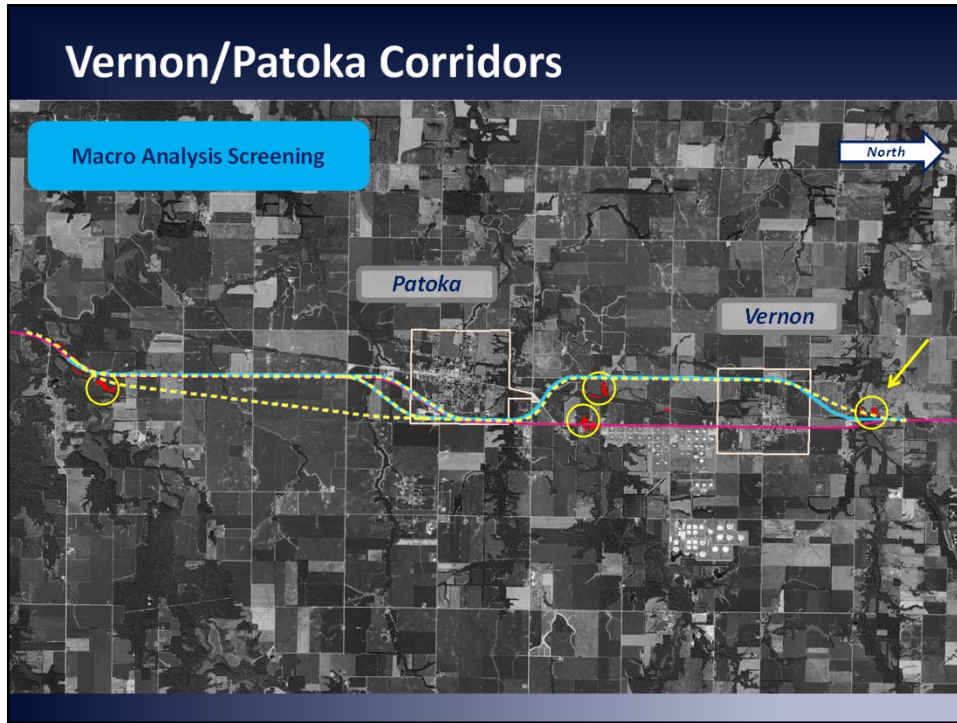 Vernon/Patoka Corridors
Macro Analysis Screening
North
Patoka
Vernon